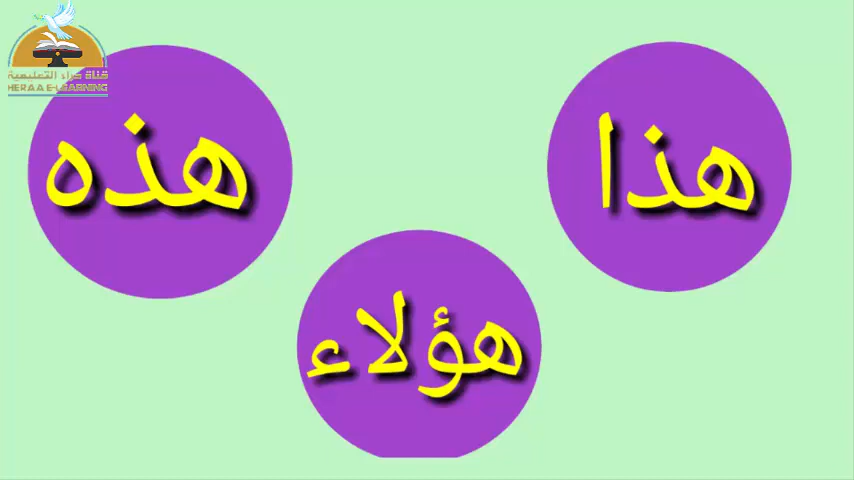 قناة حراء التعليمية
HERAA E-LEARNING
هذا
هذه
هؤلاء